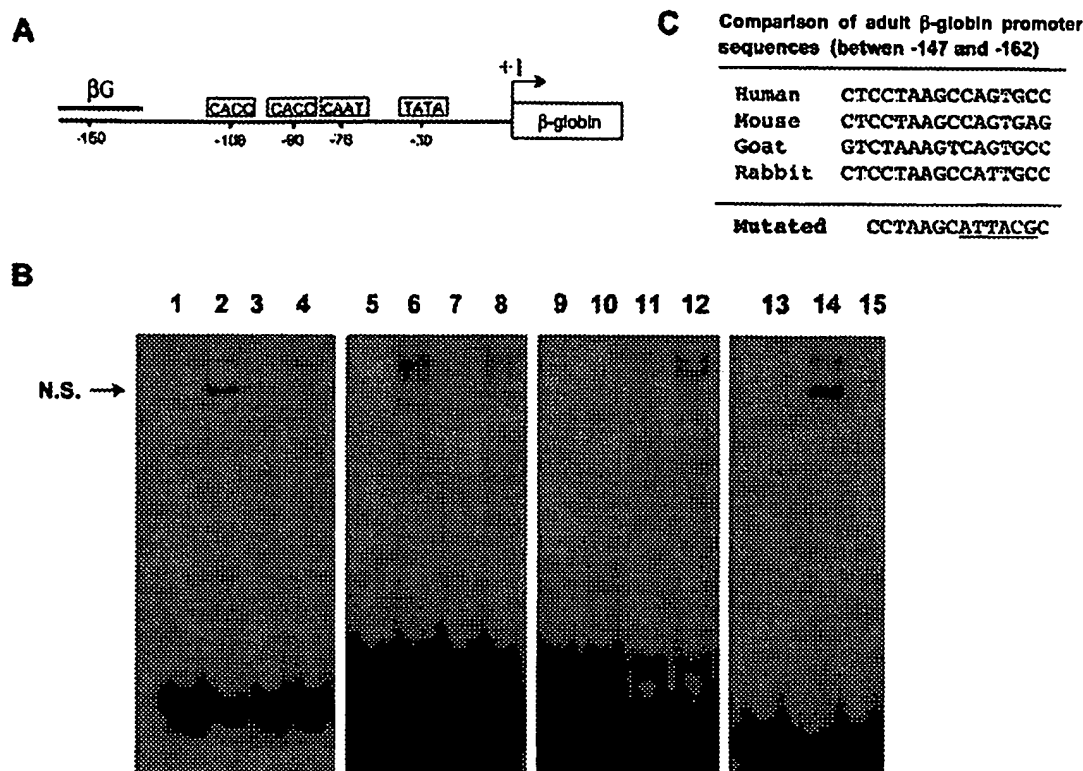 A
βG
CACC
CACC
CAAT
TATA
+1
β-globin
-150
-90
-76
-30
C
Comparison of adult β-globin promoter
sequences (betwen -147 and -162)
Human CTCCTAAGCCAGTGCC
Mouse CTCCTAAGCCAGTGAG
Goat GTCTAAAGTCAGTGCC
Rabbit CTCCTAAGCCATTGCC
Mutated CCTAAGCATTACGC
B
1 2 3 4 5 6 7 8 9 10 11 12 13 14 15
N.S.